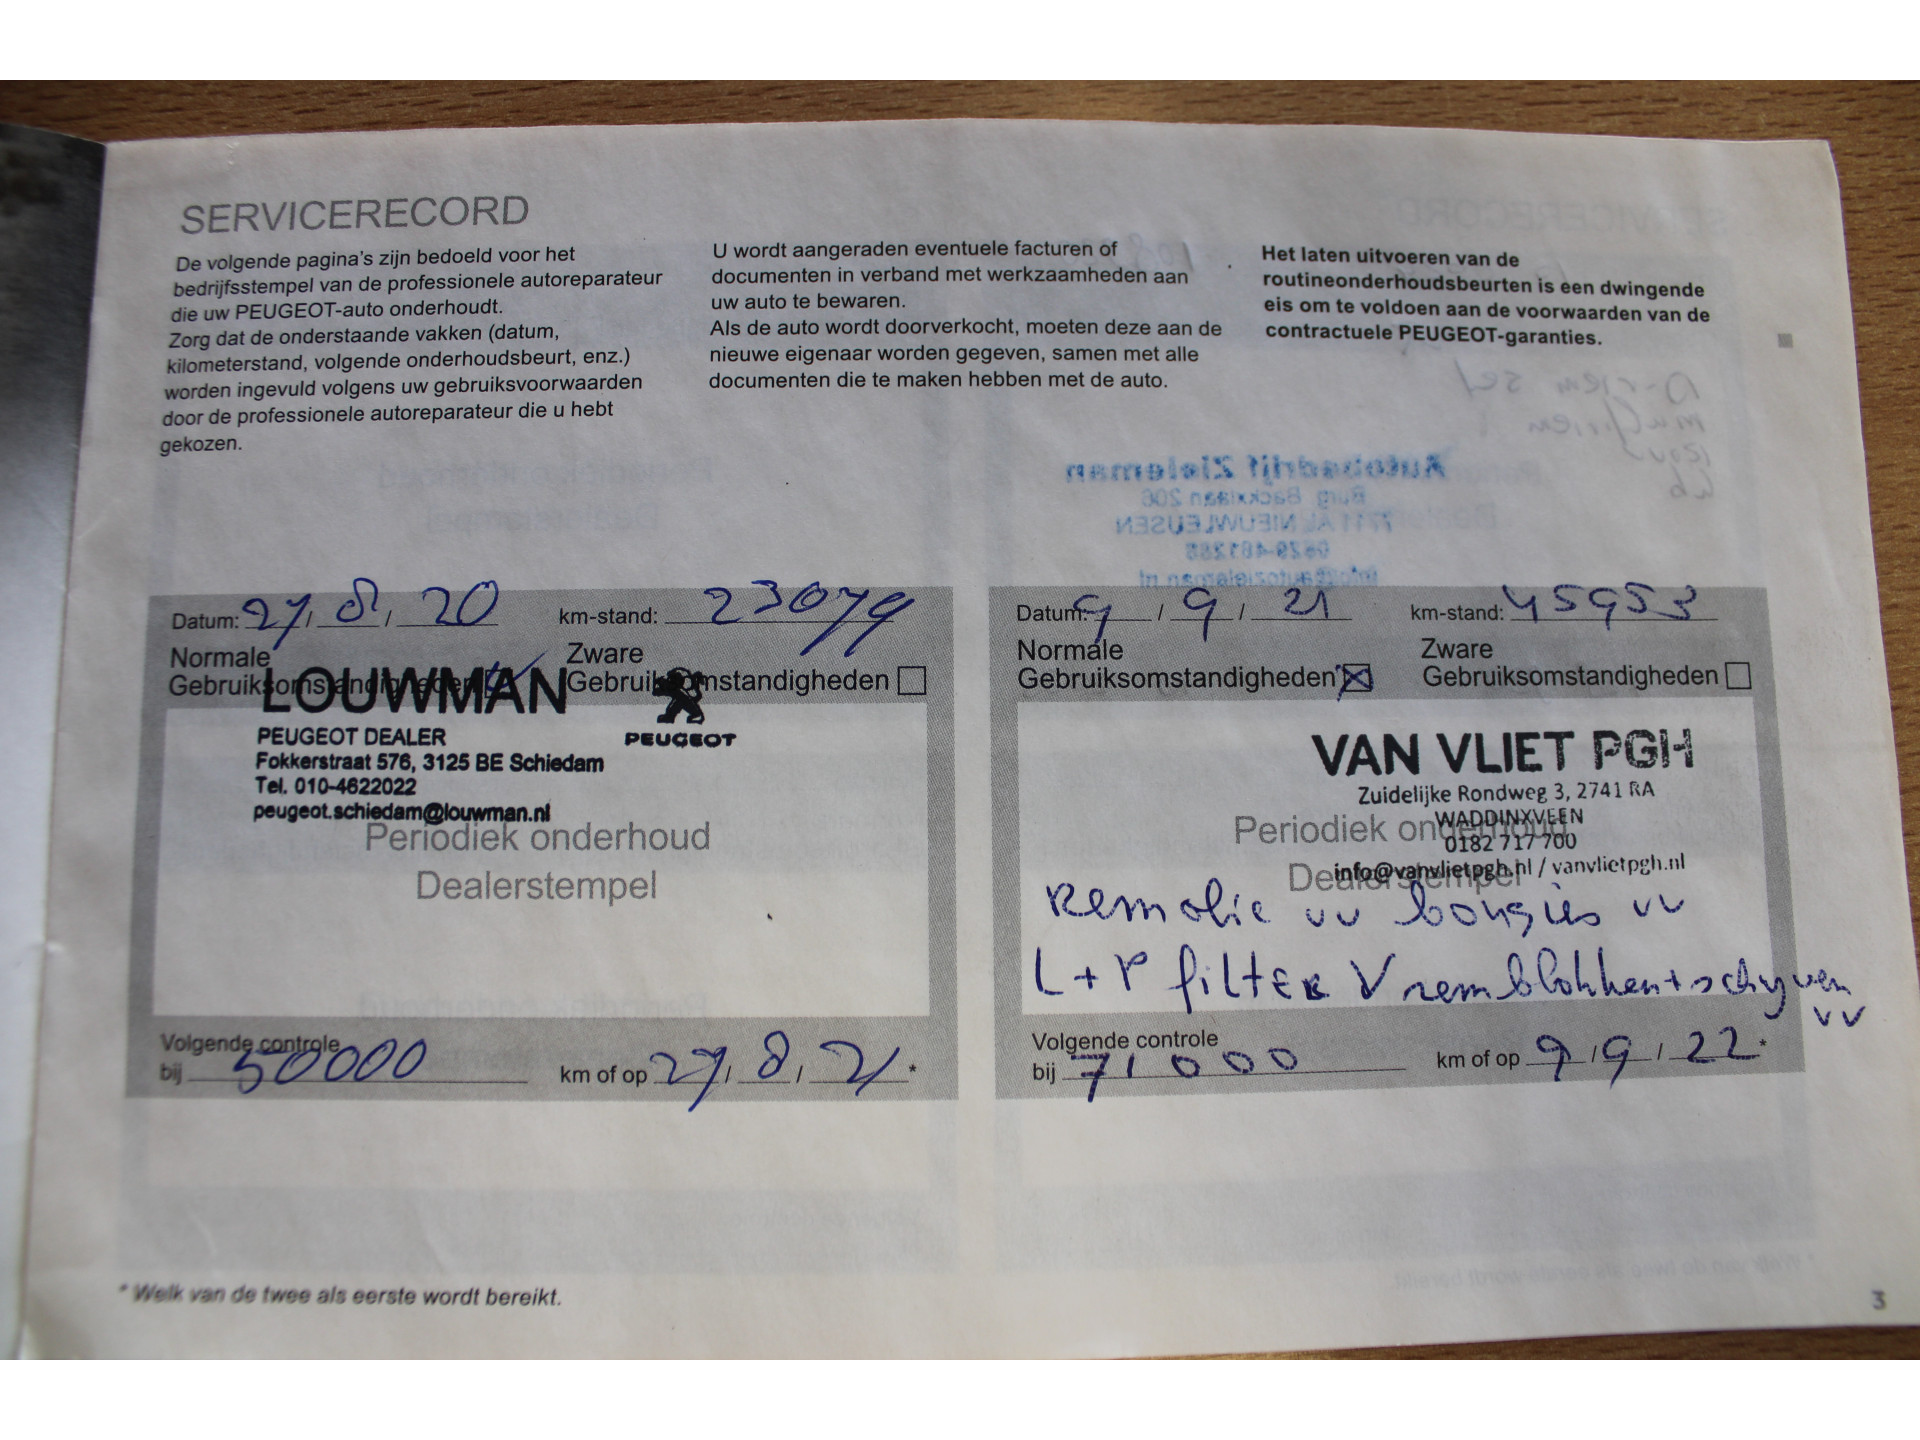 SERVICERECORD
De volgende pagina's zijn bedoeld voor het
bedrijfsstempel van de professionele autoreparateur
die uw PEUGEOT-auto onderhoudt.
Zorg dat de onderstaande vakken (datum,
kilometerstand, volgende onderhoudsbeurt, enz.)
worden ingevuld volgens uw gebruiksvoorwaarden
door de professionele autoreparateur die u hebt
gekozen.
U wordt aangeraden eventuele facturen of
documenten in verband met werkzaamheden aan
uw auto te bewaren.
Als de auto wordt doorverkocht, moeten deze aan de
nieuwe eigenaar worden gegeven, samen met alle
documenten die te maken hebben met de auto.
Het laten uitvoeren van de
routineonderhoudsbeurten is een dwingende
eis om te voldoen aan de voorwaarden van de
contractuele PEUGEOT-garanties.
Datum: 27 / 8 / 20 km-stand: 23079
Normale Zware
Gebruiksomstandigheden Gebruiksomstandigheden
LOUWMAN
PEUGEOT
PEUGEOT DEALER
Fokkerstraat 576, 3125 BE Schiedam
Tel. 010-4622022
peugeot.schiedam@louwman.nl
Periodiek onderhoud
Dealerstempel
Volgende controle
bij 50000 km of op 27 / 8 / 21 *
Datum: 9 / 9 / 21 km-stand: 45953
Normale Zware
Gebruiksomstandigheden Gebruiksomstandigheden
VAN VLIET PGH
Zuidelijke Rondweg 3, 2741 RA
WADDINXVEEN
Periodiek onderhoud
0182 717 700
Dealerstempel
info@vanvlietpgh.nl / vanvlietpgh.nl
Remolie vv bougies vv
L+P filter V remblokken+schijven
vv
Volgende controle
bij 71000 km of op 9 / 9 / 22 *
* Welk van de twee als eerste wordt bereikt.
3